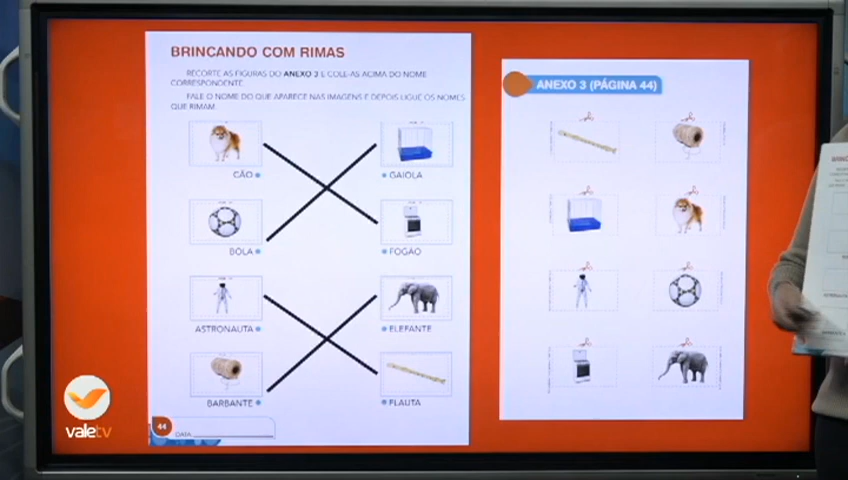 BRINCANDO COM RIMAS
RECORTE AS FIGURAS DO ANEXO 3 E COLE-AS ACIMA DO NOME
CORRESPONDENTE.
FALE O NOME DO QUE APARECE NAS IMAGENS E DEPOIS LIGUE OS NOMES
QUE RIMAM.
CÃO
GAIOLA
BOLA
FOGÃO
ASTRONAUTA
ELEFANTE
BARBANTE
FLAUTA
44
DATA
ANEXO 3 (PÁGINA 44)
valetv